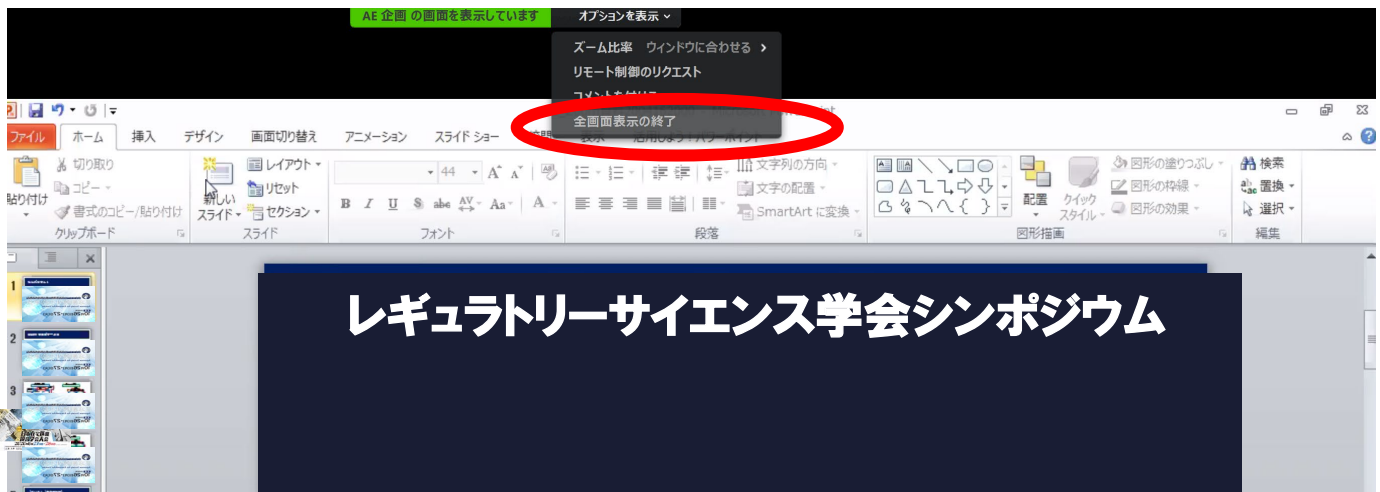 AE 企画 の画面を表示しています
オプションを表示
ズーム比率 ウィンドウに合わせる
リモート制御のリクエスト
全画面表示の終了
ファイル ホーム 挿入 デザイン 画面切り替え アニメーション スライド ショー
切り取り
コピー
書式のコピー/貼り付け
貼り付け
クリップボード
新しい
スライド
レイアウト
リセット
セクション
スライド
44
B I U S abc AV Aa A
フォント
段落
文字列の方向
文字の配置
SmartArt に変換
配置
クイック
スタイル
図形の塗りつぶし
図形の枠線
図形の効果
図形描画
検索
置換
選択
編集
1
2
3
レギュラトリーサイエンス学会シンポジウム